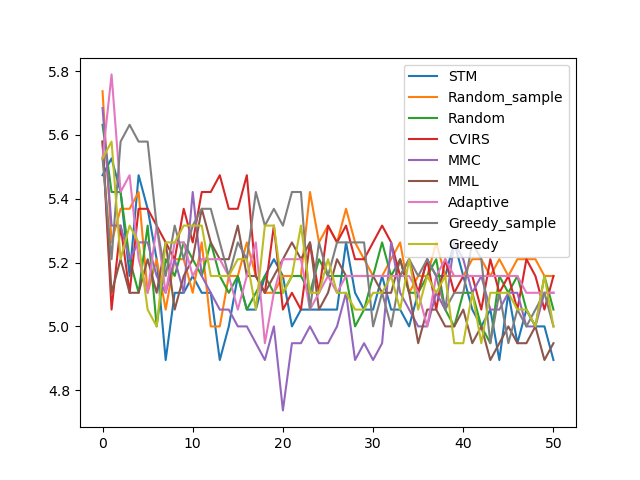 5.8
5.6
5.4
5.2
5.0
4.8
0
10
20
30
40
50
STM
Random_sample
Random
CVIRS
MMC
MML
Adaptive
Greedy_sample
Greedy